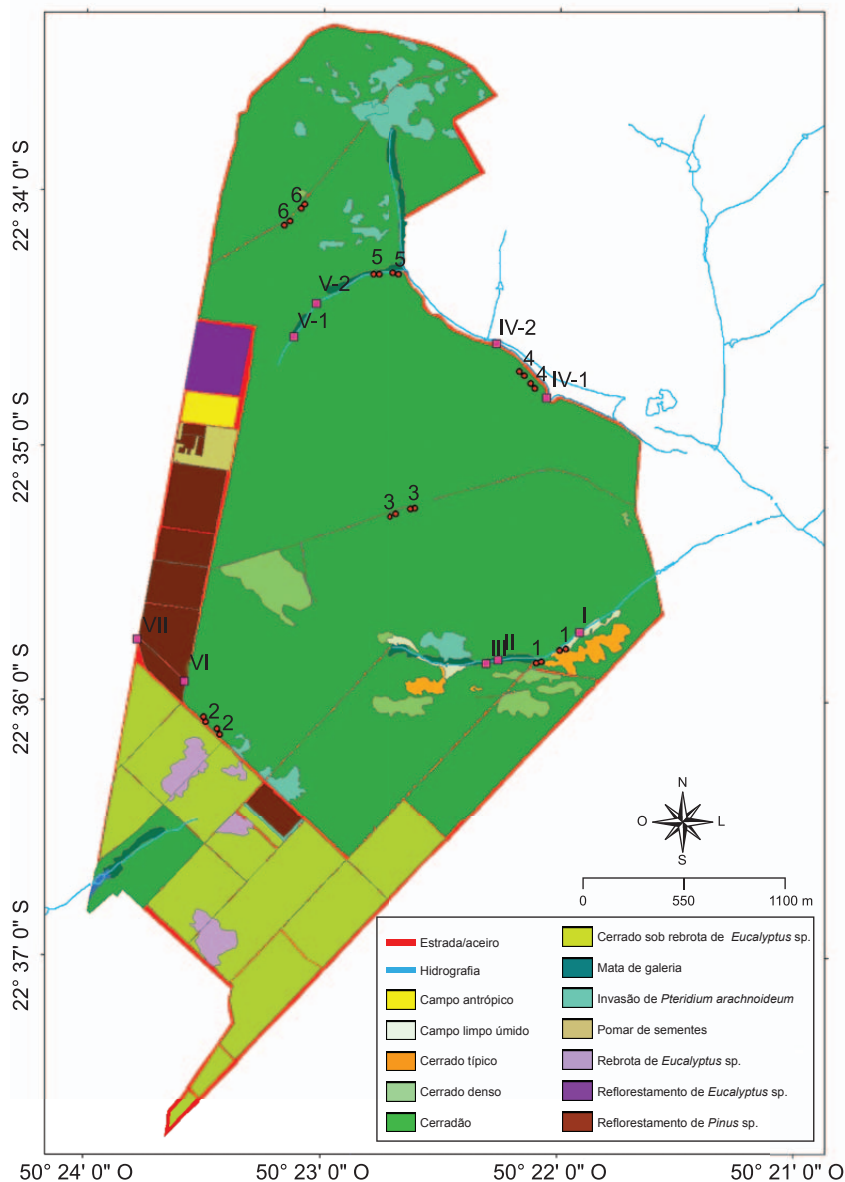 22° 34' 0" S
22° 35' 0" S
22° 36' 0" S
22° 37' 0" S
6
6
5 5
V-2
V-1
IV-2
4
4
IV-1
3 3
I
1
1
II
III
VII
VI
2
2
N
O L
S
0 550 1100 m
Estrada/aceiro
Hidrografia
Campo antrópico
Campo limpo úmido
Cerrado típico
Cerrado denso
Cerradão
Cerrado sob rebrota de Eucalyptus sp.
Mata de galeria
Invasão de Pteridium arachnoideum
Pomar de sementes
Rebrota de Eucalyptus sp.
Reflorestamento de Eucalyptus sp.
Reflorestamento de Pinus sp.
50° 24' 0" O 50° 23' 0" O 50° 22' 0" O 50° 21' 0" O